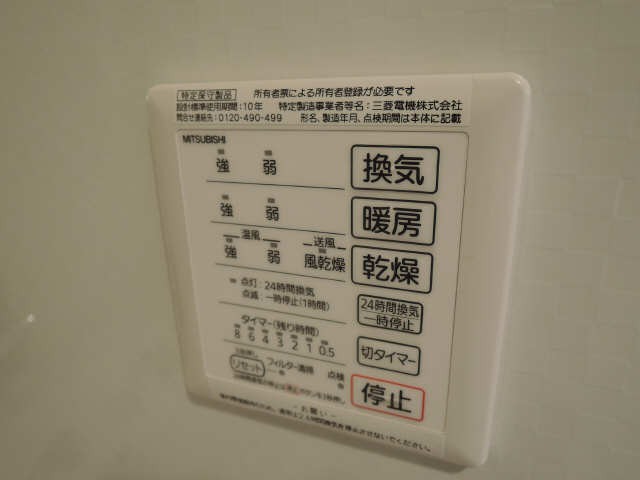 特定保守製品 所有者票による所有者登録が必要です
設計標準使用期間:10年 特定製造事業者等名:三菱電機株式会社
問合せ連絡先:0120-490-499 形名、製造年月、点検期間は本体に記載
MITSUBISHI
強 弱 換気
強 弱 暖房
温風 送風
強 弱 風乾燥 乾燥
点灯:24時間換気
点滅:一時停止(1時間)
24時間換気
一時停止
タイマー(残り時間)
8 6 4 3 2 1 0.5
切タイマー
リセット フィルター清掃 点検
停止
-お願い-